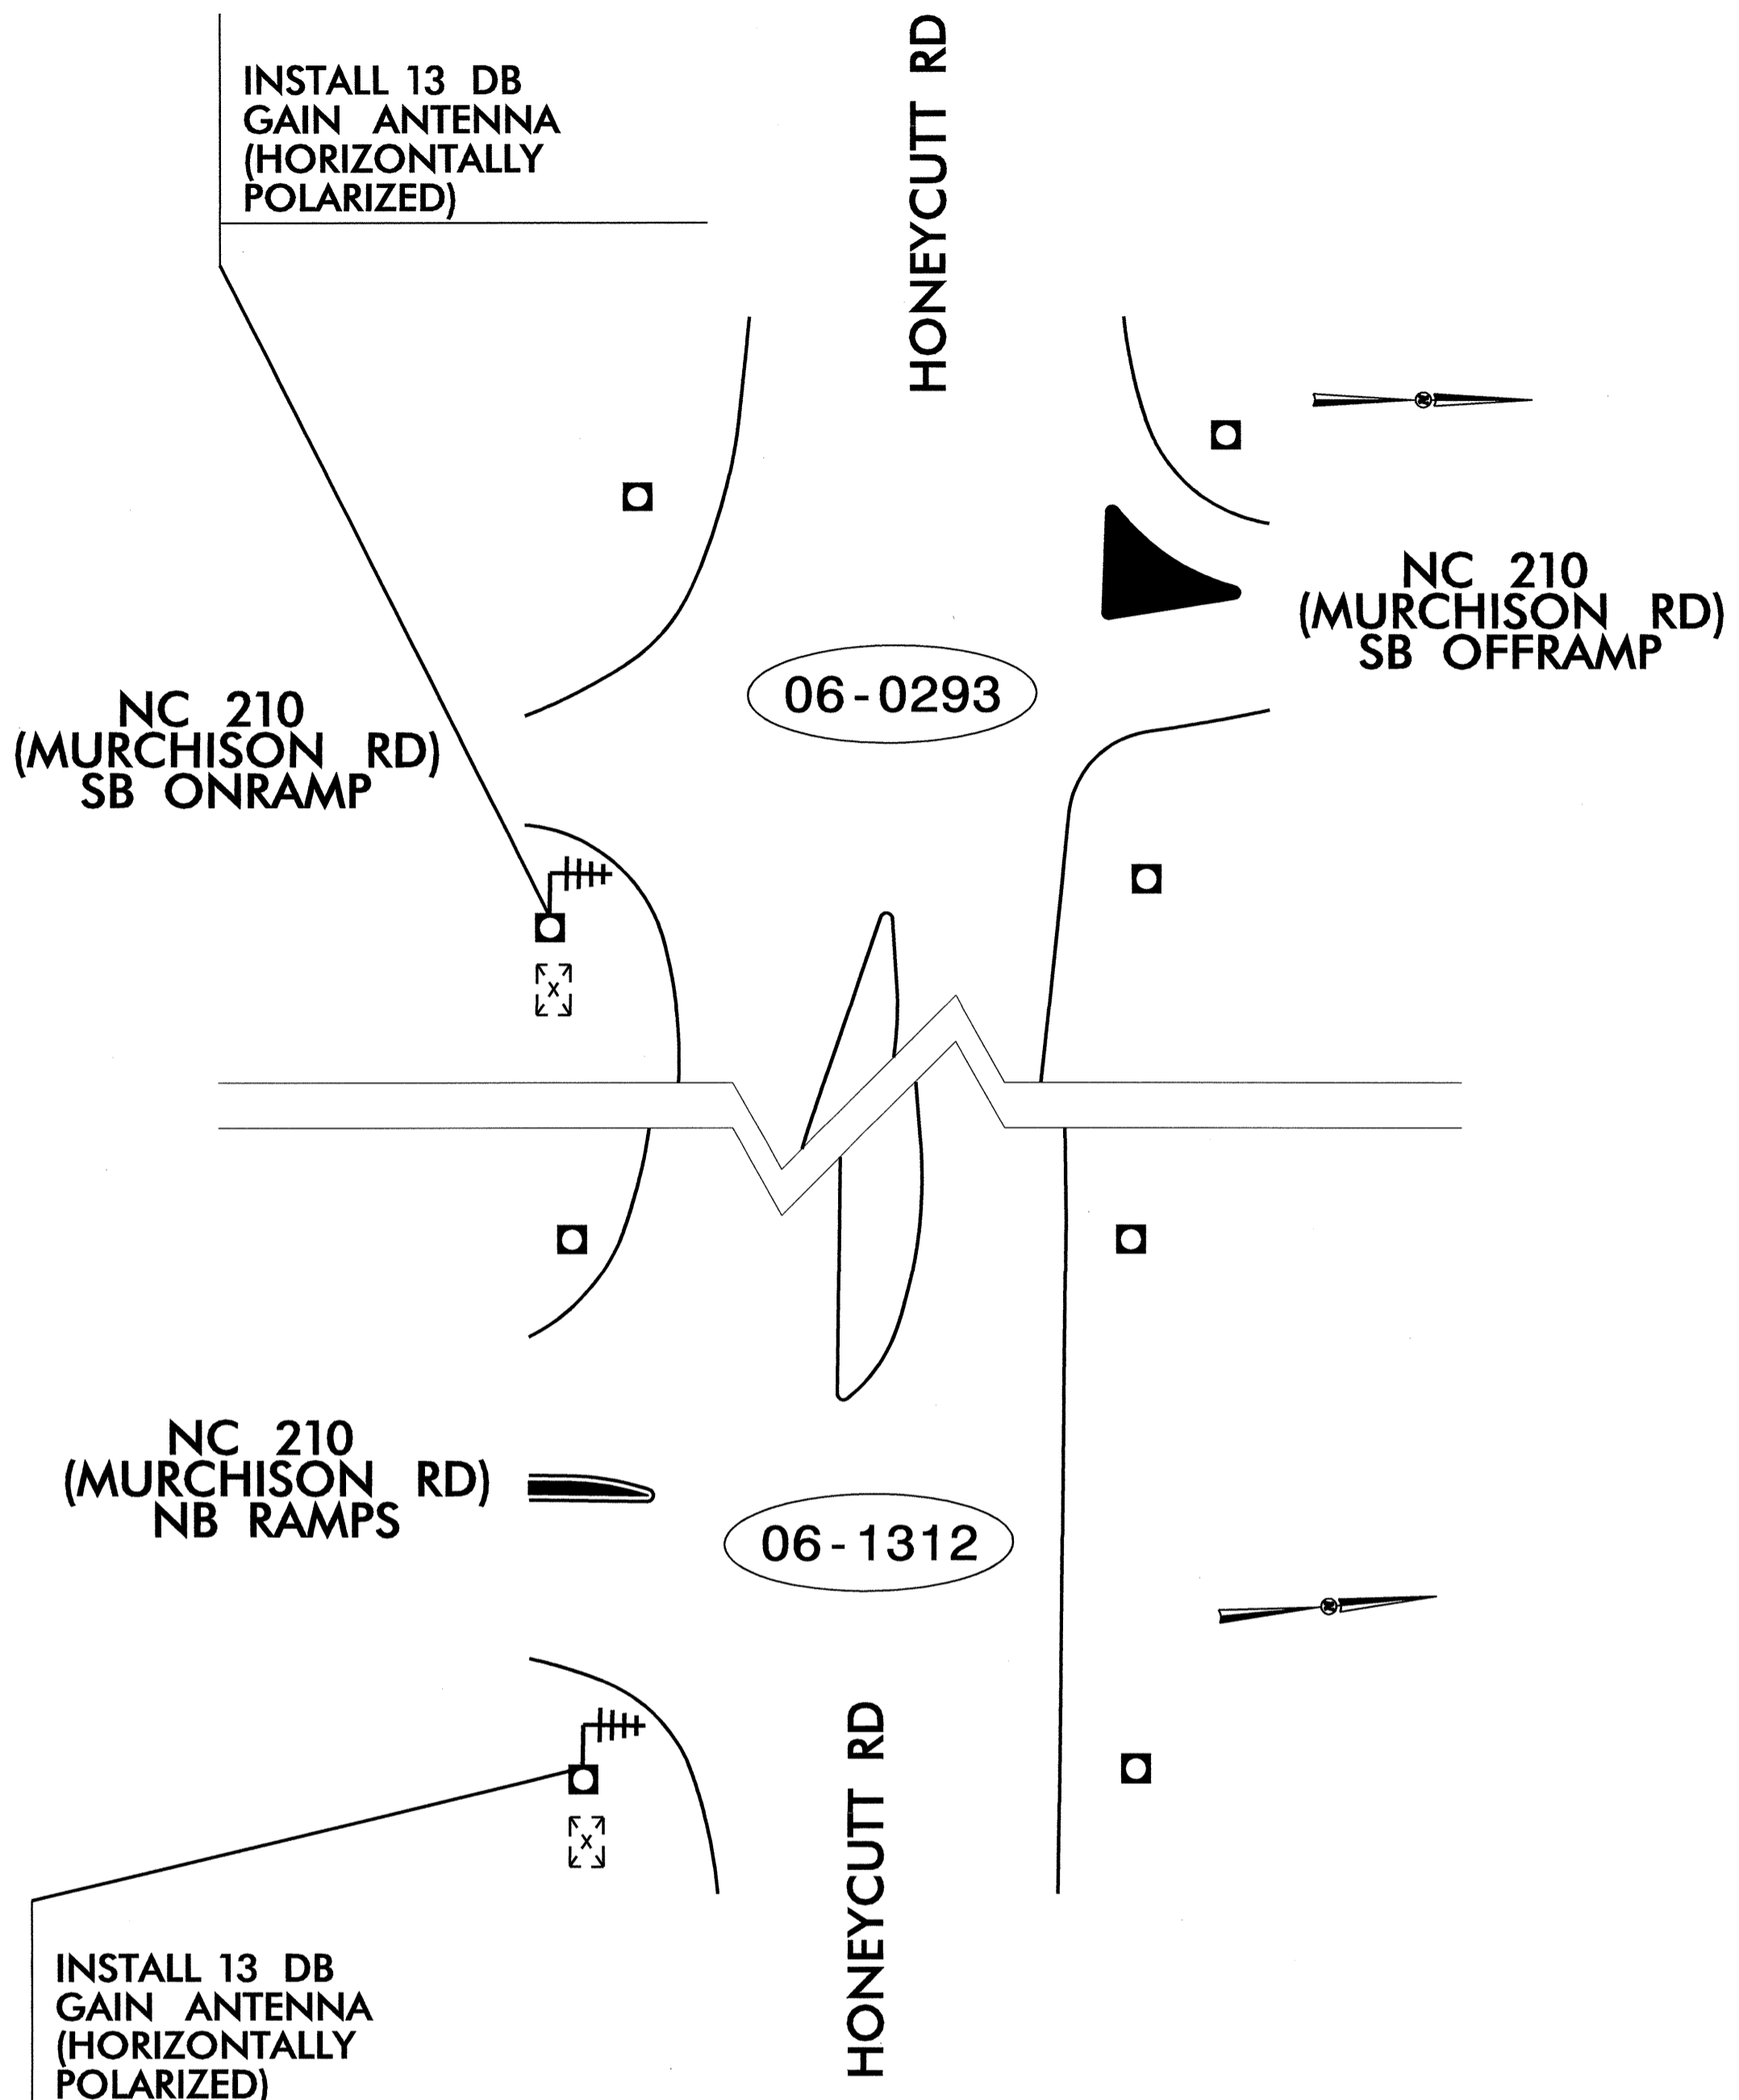 INSTALL 13 DB
GAIN ANTENNA
(HORIZONTALLY
POLARIZED)
HONEYCUTT RD
N
NC 210
(MURCHISON RD)
SB OFFRAMP
06-0293
NC 210
(MURCHISON RD)
SB ONRAMP
X
NC 210
(MURCHISON RD)
NB RAMPS
06-1312
N
HONEYCUTT RD
X
INSTALL 13 DB
GAIN ANTENNA
(HORIZONTALLY
POLARIZED)